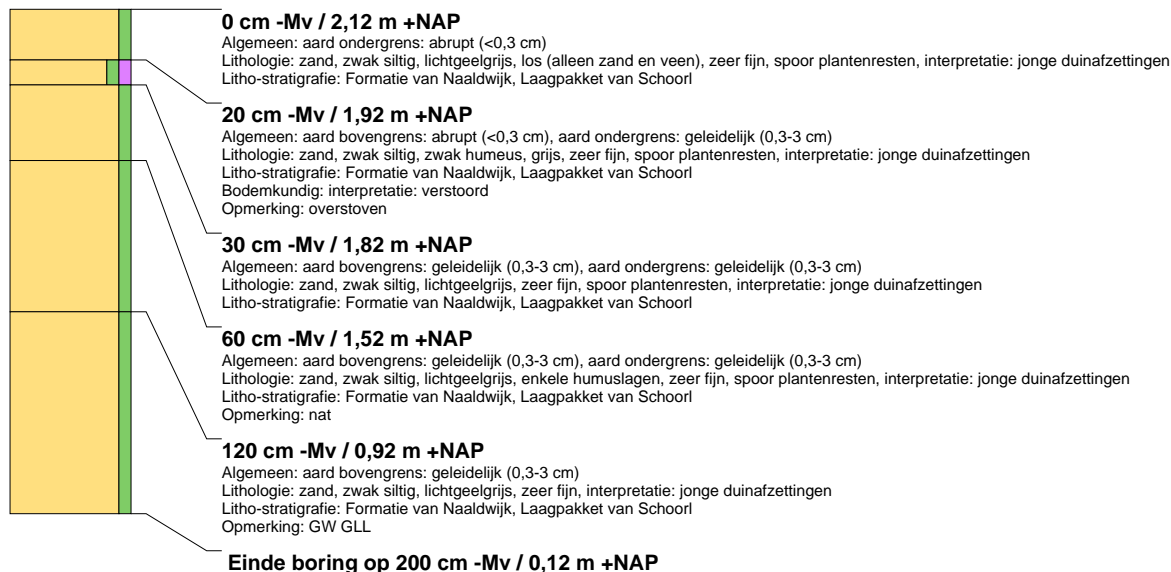 0 cm -Mv / 2,12 m +NAP
Algemeen: aard ondergrens: abrupt (<0,3 cm)
Lithologie: zand, zwak siltig, lichtgeelgrijs, los (alleen zand en veen), zeer fijn, spoor plantenresten, interpretatie: jonge duinafzettingen
Litho-stratigrafie: Formatie van Naaldwijk, Laagpakket van Schoorl
20 cm -Mv / 1,92 m +NAP
Algemeen: aard bovengrens: abrupt (<0,3 cm), aard ondergrens: geleidelijk (0,3-3 cm)
Lithologie: zand, zwak siltig, zwak humeus, grijs, zeer fijn, spoor plantenresten, interpretatie: jonge duinafzettingen
Litho-stratigrafie: Formatie van Naaldwijk, Laagpakket van Schoorl
Bodemkundig: interpretatie: verstoord
Opmerking: overstoven
30 cm -Mv / 1,82 m +NAP
Algemeen: aard bovengrens: geleidelijk (0,3-3 cm), aard ondergrens: geleidelijk (0,3-3 cm)
Lithologie: zand, zwak siltig, lichtgeelgrijs, zeer fijn, spoor plantenresten, interpretatie: jonge duinafzettingen
Litho-stratigrafie: Formatie van Naaldwijk, Laagpakket van Schoorl
60 cm -Mv / 1,52 m +NAP
Algemeen: aard bovengrens: geleidelijk (0,3-3 cm), aard ondergrens: geleidelijk (0,3-3 cm)
Lithologie: zand, zwak siltig, lichtgeelgrijs, enkele humuslagen, zeer fijn, spoor plantenresten, interpretatie: jonge duinafzettingen
Litho-stratigrafie: Formatie van Naaldwijk, Laagpakket van Schoorl
Opmerking: nat
120 cm -Mv / 0,92 m +NAP
Algemeen: aard bovengrens: geleidelijk (0,3-3 cm)
Lithologie: zand, zwak siltig, lichtgeelgrijs, zeer fijn, interpretatie: jonge duinafzettingen
Litho-stratigrafie: Formatie van Naaldwijk, Laagpakket van Schoorl
Opmerking: GW GLL
Einde boring op 200 cm -Mv / 0,12 m +NAP